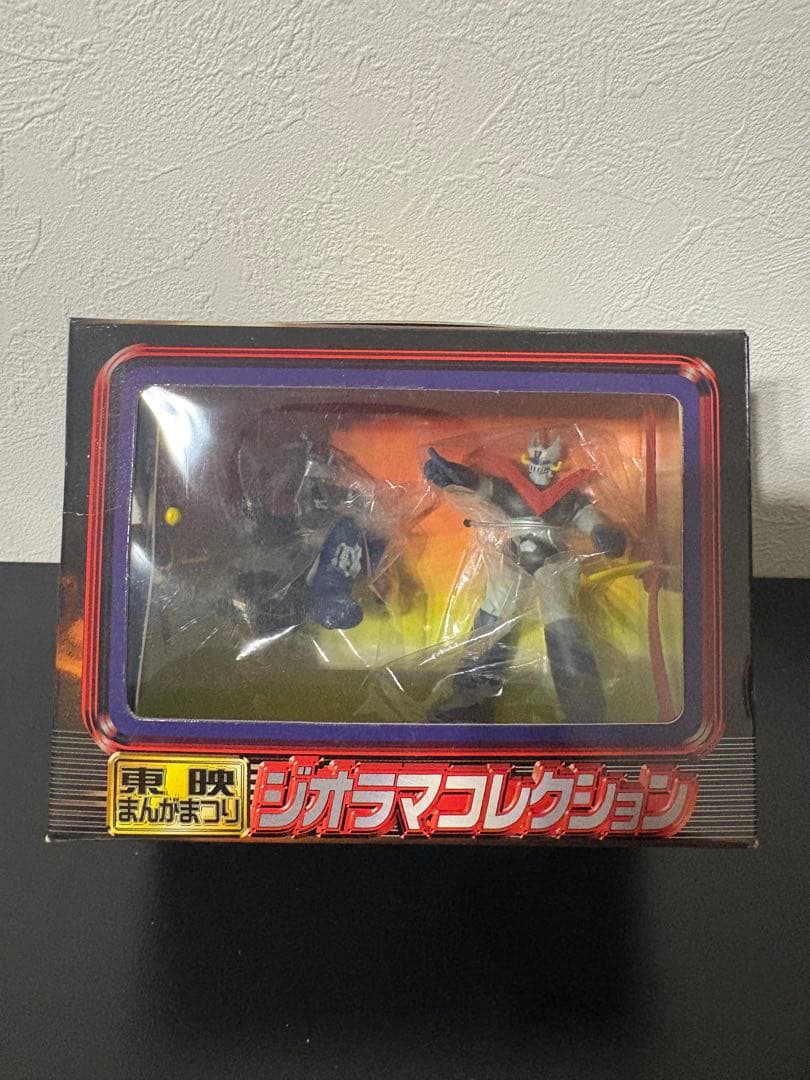 東映
まんがまつり
ジオラマコレクション